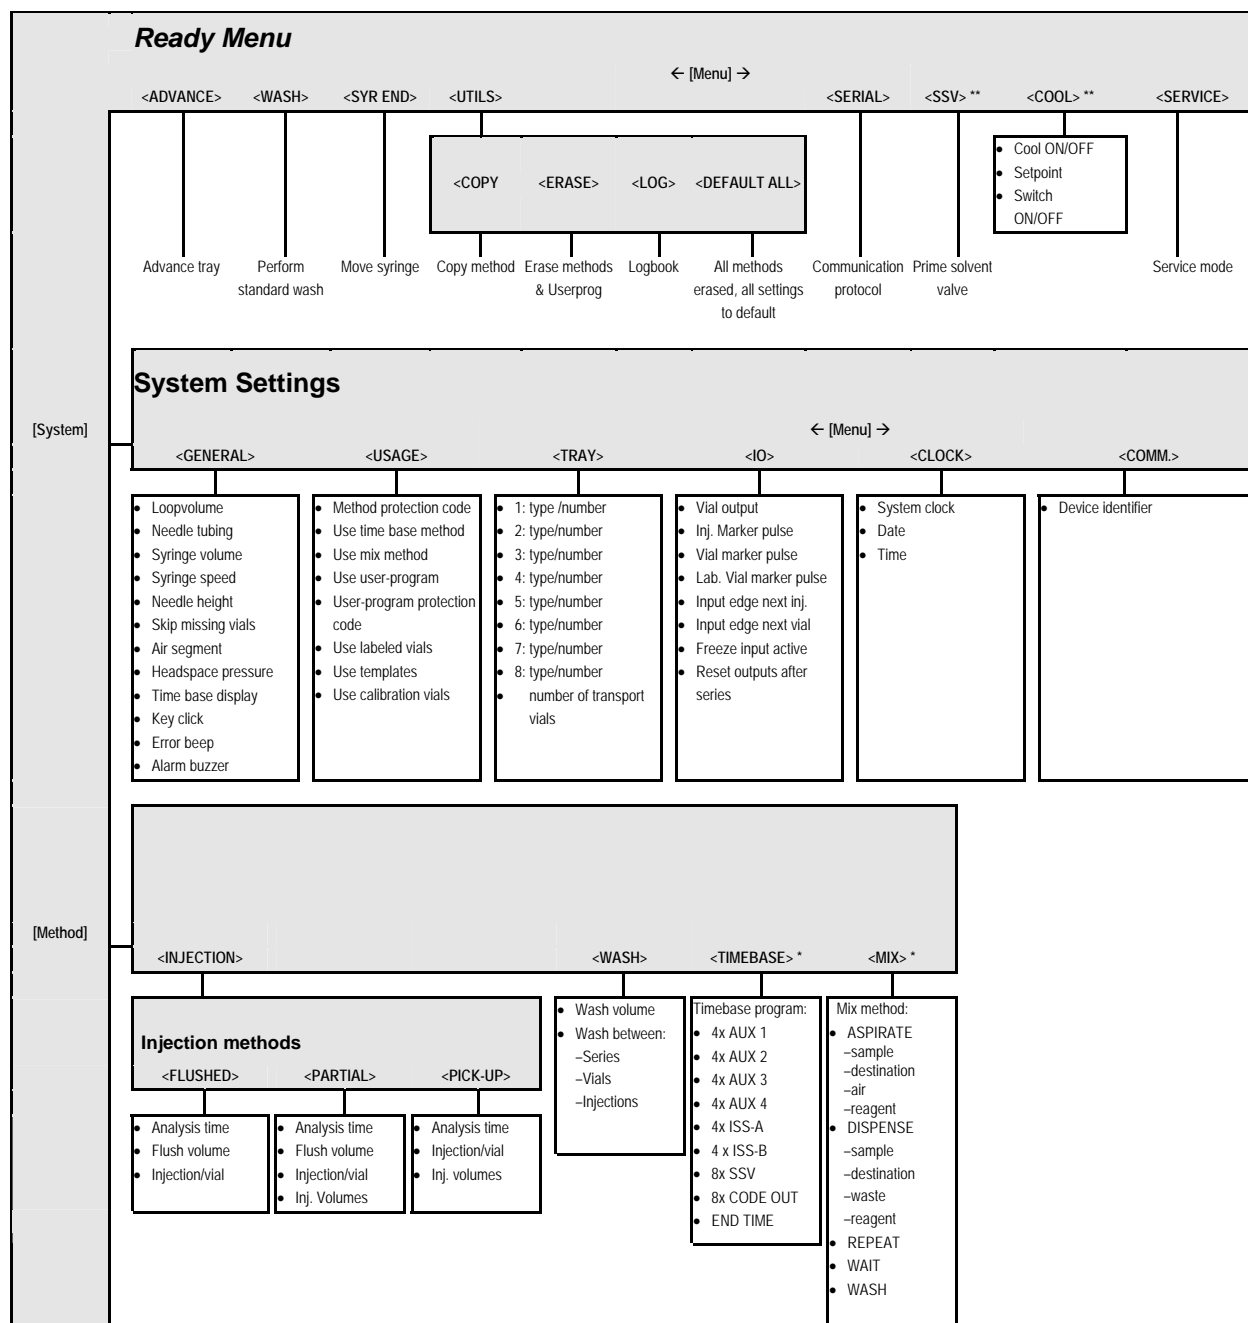 Ready Menu
← [Menu] →
<ADVANCE> <WASH> <SYR END> <UTILS> <SERIAL> <SSV> ** <COOL> ** <SERVICE>
• Cool ON/OFF
• Setpoint
• Switch
ON/OFF
<COPY <ERASE> <LOG> <DEFAULT ALL>
Advance tray Perform Move syringe Copy method Erase methods Logbook All methods Communication Prime solvent Service mode
standard wash & Userprog erased, all settings protocol valve
to default
System Settings
[System] ← [Menu] →
<GENERAL> <USAGE> <TRAY> <IO> <CLOCK> <COMM.>
• Loopvolume
• Needle tubing
• Syringe volume
• Syringe speed
• Needle height
• Skip missing vials
• Air segment
• Headspace pressure
• Time base display
• Key click
• Error beep
• Alarm buzzer
• Method protection code
• Use time base method
• Use mix method
• Use user-program
• User-program protection
code
• Use labeled vials
• Use templates
• Use calibration vials
• 1: type /number
• 2: type/number
• 3: type/number
• 4: type/number
• 5: type/number
• 6: type/number
• 7: type/number
• 8: type/number
• number of transport
vials
• Vial output
• Inj. Marker pulse
• Vial marker pulse
• Lab. Vial marker pulse
• Input edge next inj.
• Input edge next vial
• Freeze input active
• Reset outputs after
series
• System clock
• Date
• Time
• Device identifier
[Method]
<INJECTION> <WASH> <TIMEBASE> * <MIX> *
Injection methods
<FLUSHED> <PARTIAL> <PICK-UP>
• Analysis time
• Flush volume
• Injection/vial
• Analysis time
• Flush volume
• Injection/vial
• Inj. Volumes
• Analysis time
• Injection/vial
• Inj. volumes
• Wash volume
• Wash between:
–Series
–Vials
–Injections
Timebase program:
• 4x AUX 1
• 4x AUX 2
• 4x AUX 3
• 4x AUX 4
• 4x ISS-A
• 4 x ISS-B
• 8x SSV
• 8x CODE OUT
• END TIME
Mix method:
• ASPIRATE
–sample
–destination
–air
–reagent
• DISPENSE
–sample
–destination
–waste
–reagent
• REPEAT
• WAIT
• WASH